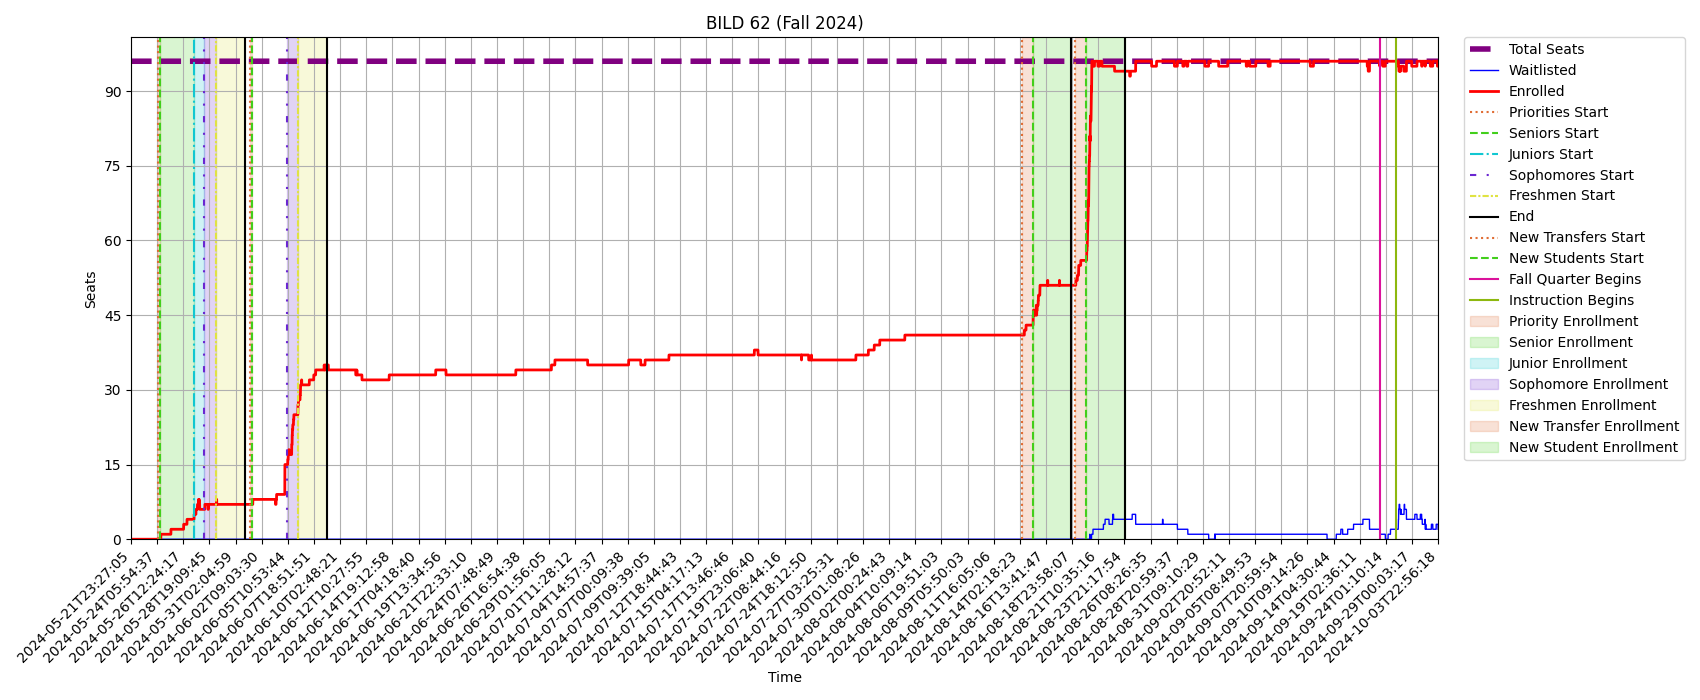 BILD 62 (Fall 2024)
Seats
90
75
60
45
30
15
0
2024-05-21T23:27:05
2024-05-24T05:54:37
2024-05-26T12:24:17
2024-05-28T19:09:45
2024-05-31T02:04:59
2024-06-02T09:03:30
2024-06-05T10:53:44
2024-06-07T18:51:51
2024-06-10T02:48:21
2024-06-12T10:27:55
2024-06-14T19:12:58
2024-06-17T04:18:40
2024-06-19T13:34:56
2024-06-21T22:33:10
2024-06-24T07:48:49
2024-06-26T16:54:38
2024-06-29T01:56:05
2024-07-01T11:28:12
2024-07-04T14:57:37
2024-07-07T00:09:38
2024-07-09T09:39:05
2024-07-12T18:44:43
2024-07-15T04:17:13
2024-07-17T13:46:46
2024-07-19T23:06:40
2024-07-22T08:44:16
2024-07-24T18:12:50
2024-07-27T03:25:31
2024-07-30T01:08:26
2024-08-02T00:24:43
2024-08-04T10:09:14
2024-08-06T19:51:03
2024-08-09T05:50:03
2024-08-11T16:05:06
2024-08-14T02:18:23
2024-08-16T13:41:47
2024-08-18T23:58:07
2024-08-21T10:35:16
2024-08-23T21:17:54
2024-08-26T08:26:35
2024-08-28T20:59:37
2024-08-31T09:10:29
2024-09-02T20:52:11
2024-09-05T08:49:53
2024-09-07T20:59:54
2024-09-10T09:14:26
2024-09-14T04:30:44
2024-09-19T02:36:11
2024-09-24T01:10:14
2024-09-29T00:03:17
2024-10-03T22:56:18
Time
Total Seats
Waitlisted
Enrolled
Priorities Start
Seniors Start
Juniors Start
Sophomores Start
Freshmen Start
End
New Transfers Start
New Students Start
Fall Quarter Begins
Instruction Begins
Priority Enrollment
Senior Enrollment
Junior Enrollment
Sophomore Enrollment
Freshmen Enrollment
New Transfer Enrollment
New Student Enrollment